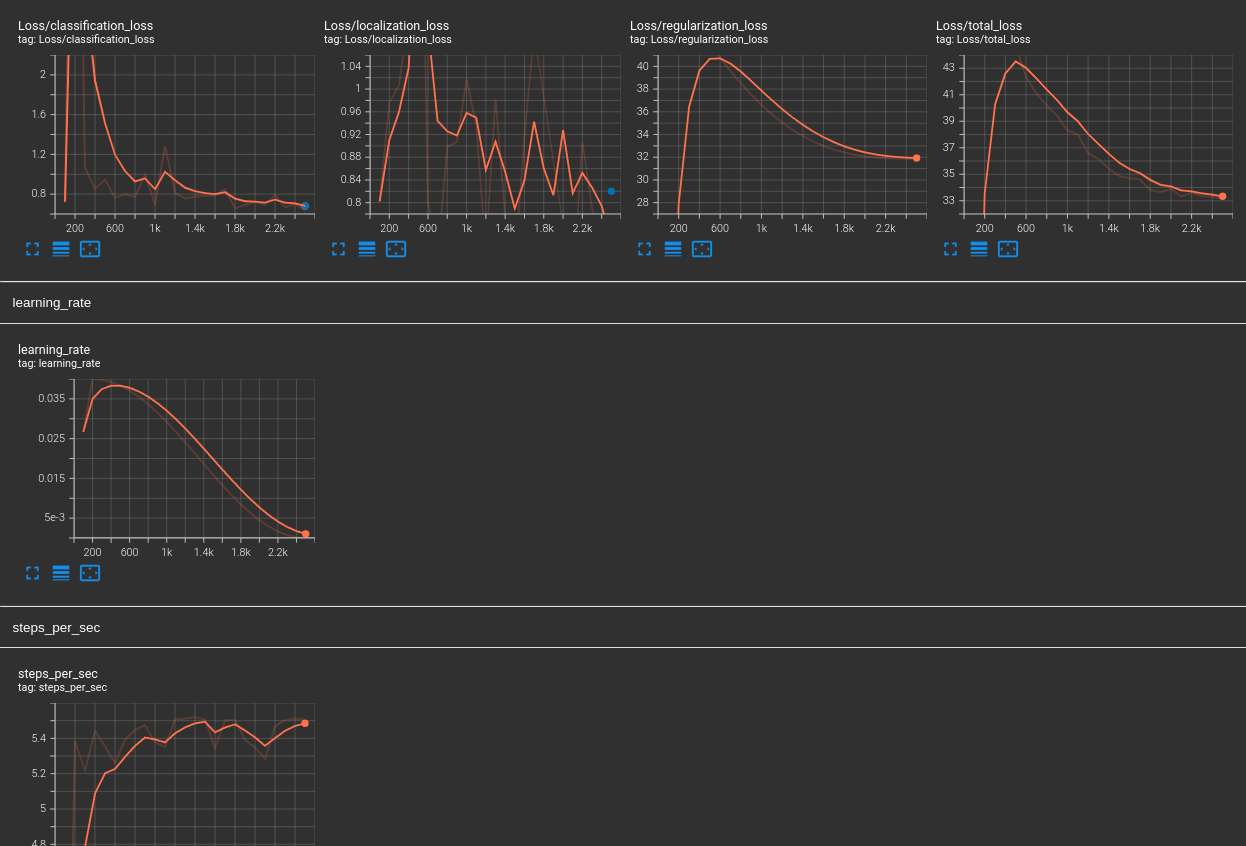 Loss/classification_loss
tag: Loss/classification_loss
2
1.6
1.2
0.8
200 600 1k 1.4k 1.8k 2.2k
Loss/localization_loss
tag: Loss/localization_loss
1.04
1
0.96
0.92
0.88
0.84
0.8
200 600 1k 1.4k 1.8k 2.2k
Loss/regularization_loss
tag: Loss/regularization_loss
40
38
36
34
32
30
28
200 600 1k 1.4k 1.8k 2.2k
Loss/total_loss
tag: Loss/total_loss
43
41
39
37
35
33
200 600 1k 1.4k 1.8k 2.2k
learning_rate
learning_rate
tag: learning_rate
0.035
0.025
0.015
5e-3
200 600 1k 1.4k 1.8k 2.2k
steps_per_sec
steps_per_sec
tag: steps_per_sec
5.4
5.2
5
4.8